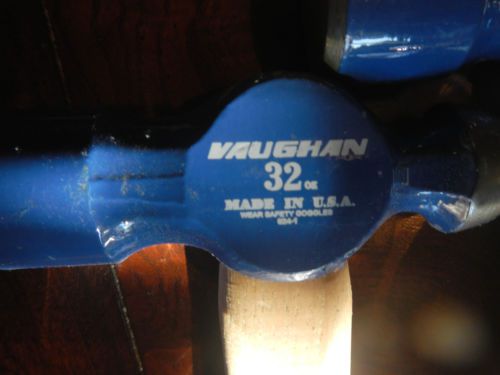 VAUGHAN
32 oz
MADE IN U.S.A.
WEAR SAFETY GOGGLES